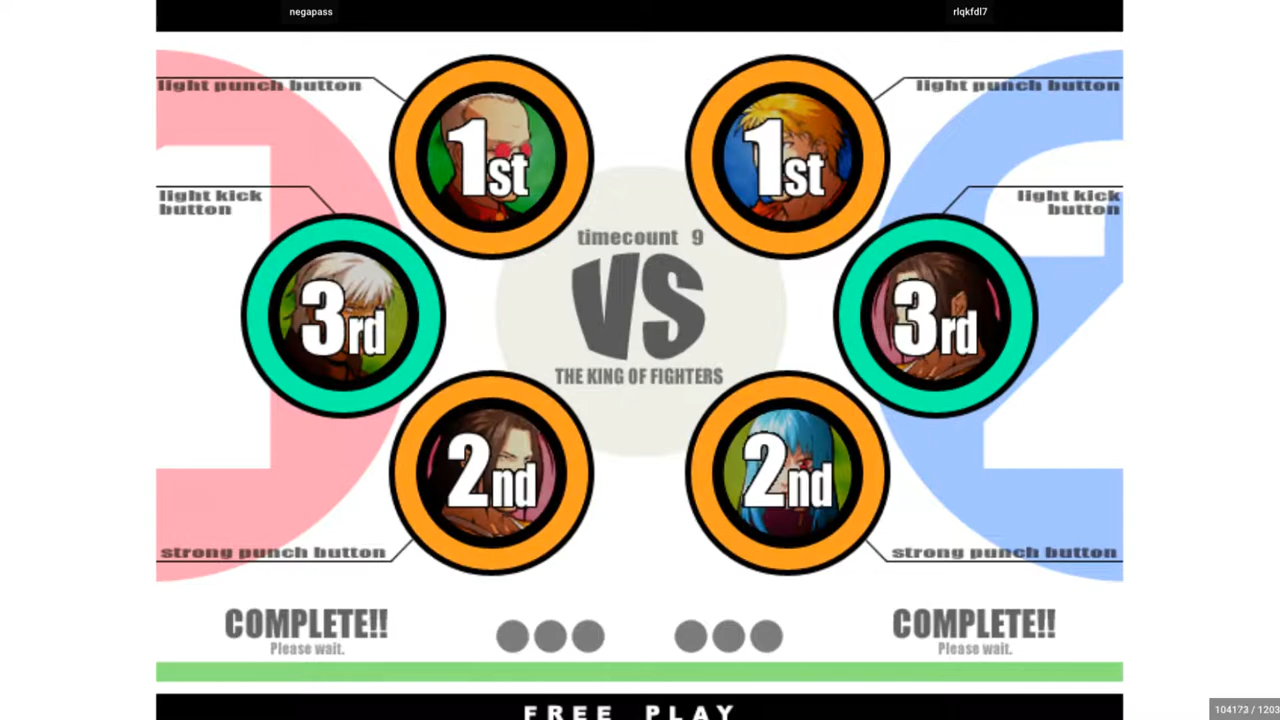 negapass
rlqkfdl7
light punch button
light punch button
1st
1st
light kick
button
light kick
button
timecount 9
VS
3rd
3rd
THE KING OF FIGHTERS
2nd
2nd
strong punch button
strong punch button
COMPLETE!!
Please wait.
COMPLETE!!
Please wait.
FREE PLAY
104173 / 1203